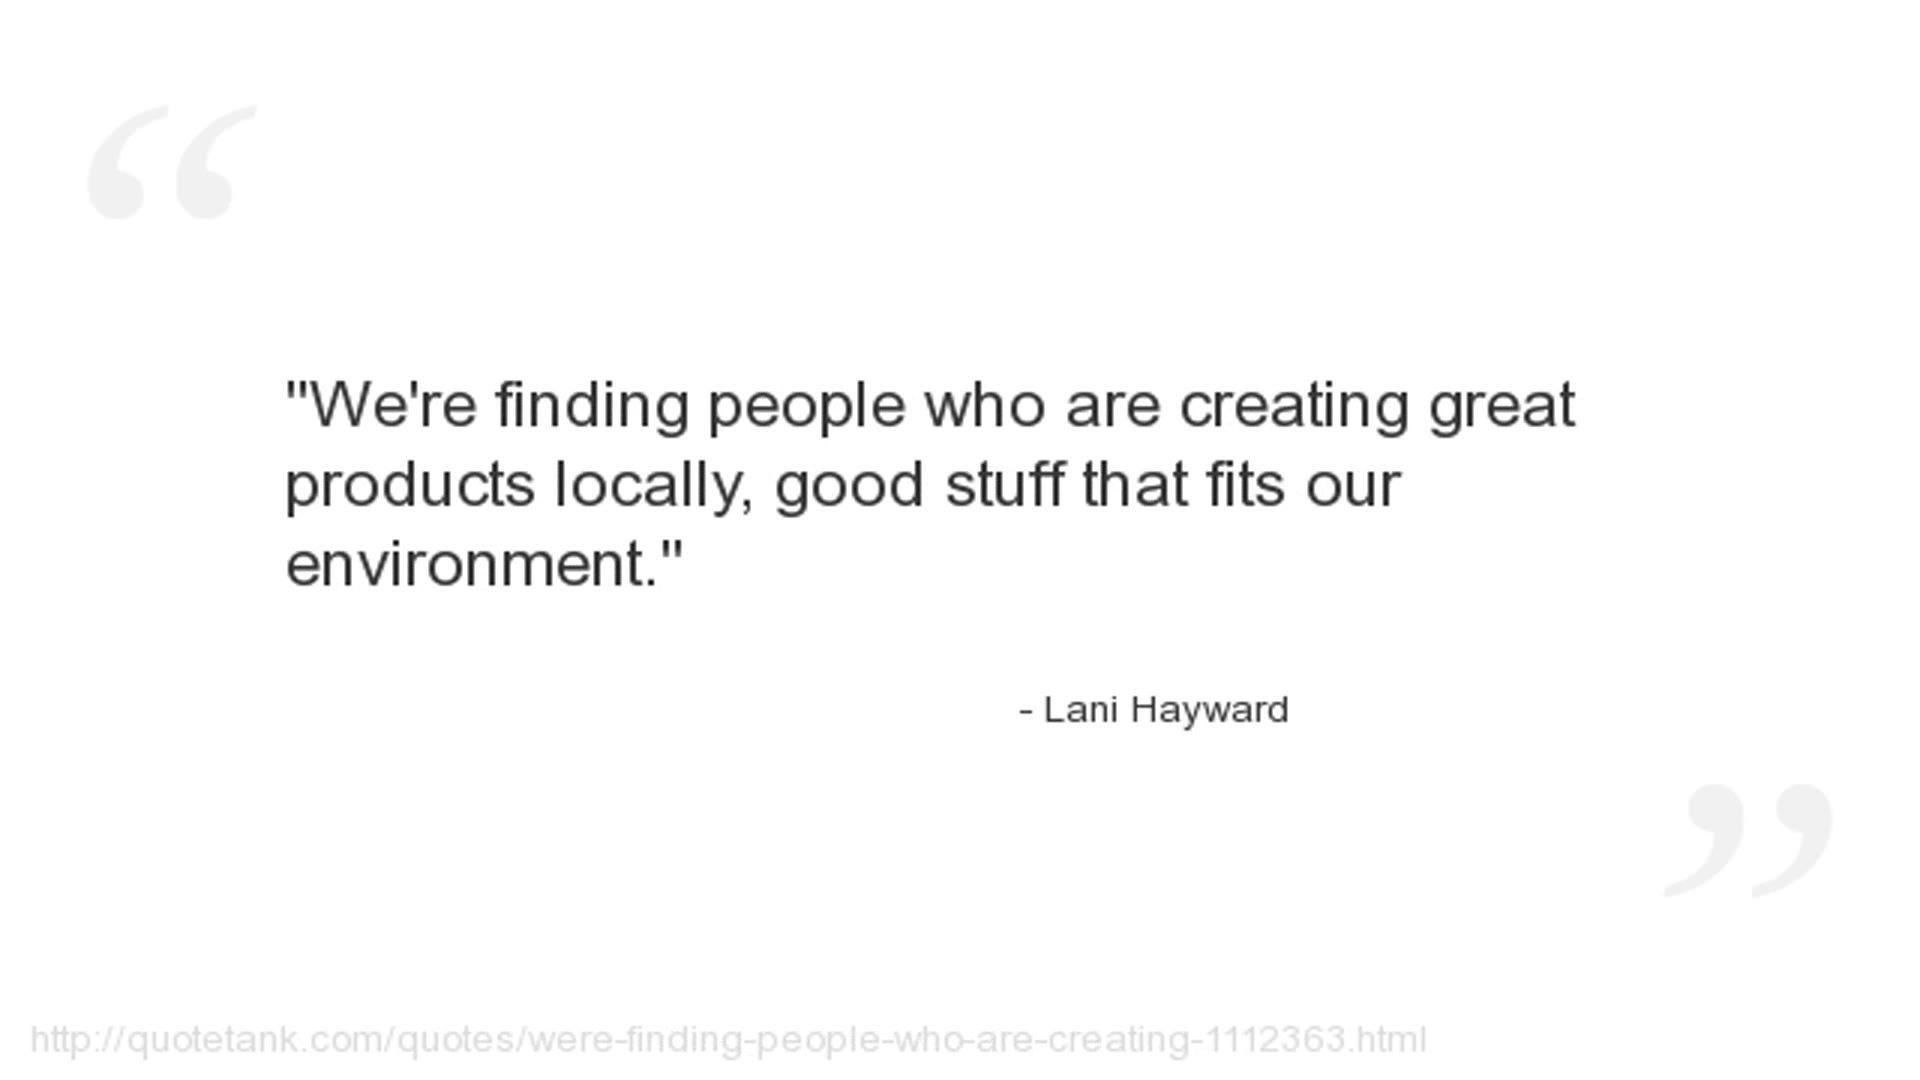 “
"We're finding people who are creating great
products locally, good stuff that fits our
environment."
- Lani Hayward
”
http://quotetank.com/quotes/were-finding-people-who-are-creating-1112363.html